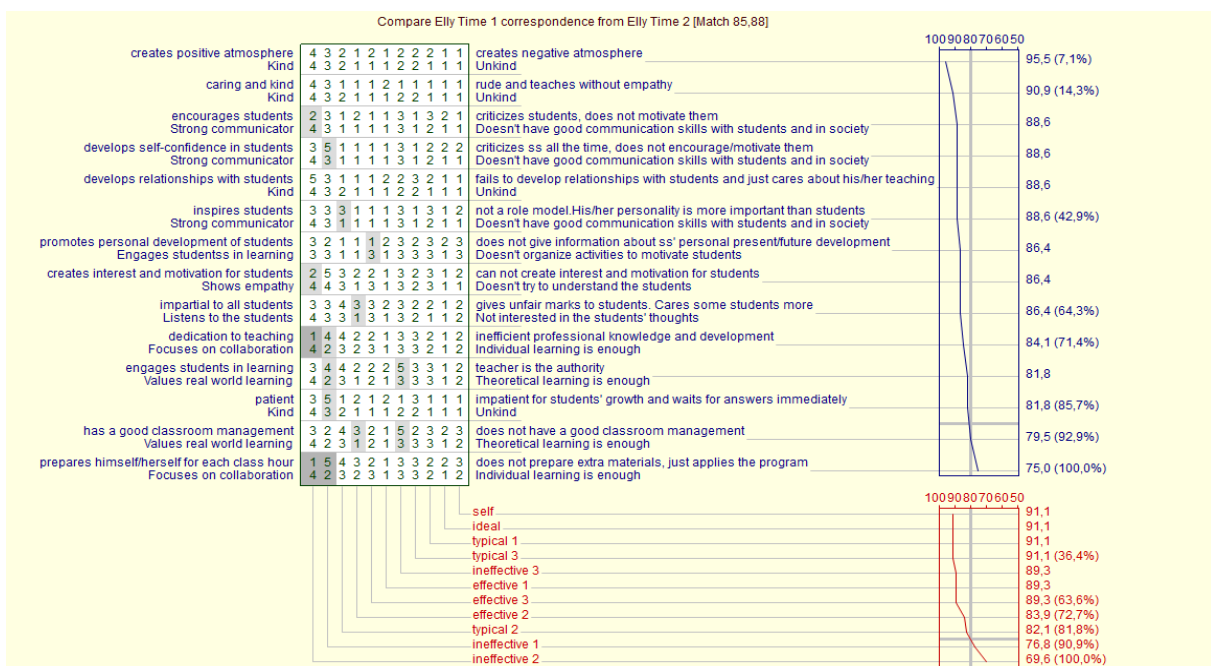 Compare Elly Time 1 correspondence from Elly Time 2 [Match 85,88]
1009080706050
creates positive atmosphere 4 3 2 1 2 1 2 2 2 1 1 creates negative atmosphere 95,5 (7,1%)
Kind 4 3 2 1 1 1 2 2 1 1 1 Unkind
caring and kind 4 3 1 1 1 2 1 1 1 1 1 rude and teaches without empathy 90,9 (14,3%)
Kind 4 3 2 1 1 1 2 2 1 1 1 Unkind
encourages students 2 3 1 2 1 1 3 1 3 2 1 criticizes students, does not motivate them 88,6
Strong communicator 4 3 1 1 1 1 3 1 2 1 1 Doesn't have good communication skills with students and in society
develops self-confidence in students 3 5 1 1 1 1 3 1 2 2 2 criticizes ss all the time, does not encourage/motivate them 88,6
Strong communicator 4 3 1 1 1 1 3 1 2 1 1 Doesn't have good communication skills with students and in society
develops relationships with students 5 3 1 1 1 2 2 3 2 1 1 fails to develop relationships with students and just cares about his/her teaching 88,6
Kind 4 3 2 1 1 1 2 2 1 1 1 Unkind
inspires students 3 3 3 1 1 1 3 1 3 1 2 not a role model.His/her personality is more important than students 88,6 (42,9%)
Strong communicator 4 3 1 1 1 1 3 1 2 1 1 Doesn't have good communication skills with students and in society
promotes personal development of students 3 2 1 1 1 2 3 2 3 2 3 does not give information about ss' personal present/future development 86,4
Engages studentss in learning 3 3 1 1 3 1 3 3 3 1 3 Doesn't organize activities to motivate students
creates interest and motivation for students 2 5 3 2 2 1 3 2 3 1 2 can not create interest and motivation for students 86,4
Shows empathy 4 4 3 1 3 1 3 2 3 1 1 Doesn't try to understand the students
impartial to all students 3 3 4 3 3 2 3 2 2 1 2 gives unfair marks to students. Cares some students more 86,4 (64,3%)
Listens to the students 4 3 3 1 3 1 3 2 1 1 2 Not interested in the students' thoughts
dedication to teaching 1 4 4 2 2 1 3 3 2 1 2 inefficient professional knowledge and development 84,1 (71,4%)
Focuses on collaboration 4 2 3 2 3 1 3 3 2 1 2 Individual learning is enough
engages students in learning 3 4 4 2 2 2 5 3 3 1 2 teacher is the authority 81,8
Values real world learning 4 2 3 1 2 1 3 3 3 1 2 Theoretical learning is enough
patient 3 5 1 2 1 2 1 3 1 1 1 impatient for students' growth and waits for answers immediately 81,8 (85,7%)
Kind 4 3 2 1 1 1 2 2 1 1 1 Unkind
has a good classroom management 3 2 4 3 2 1 5 2 3 2 3 does not have a good classroom management 79,5 (92,9%)
Values real world learning 4 2 3 1 2 1 3 3 3 1 2 Theoretical learning is enough
prepares himself/herself for each class hour 1 5 4 3 2 1 3 3 2 2 3 does not prepare extra materials, just applies the program 75,0 (100,0%)
Focuses on collaboration 4 2 3 2 3 1 3 3 2 1 2 Individual learning is enough
1009080706050
self 91,1
ideal 91,1
typical 1 91,1
typical 3 91,1 (36,4%)
ineffective 3 89,3
effective 1 89,3
effective 3 89,3 (63,6%)
effective 2 83,9 (72,7%)
typical 2 82,1 (81,8%)
ineffective 1 76,8 (90,9%)
ineffective 2 69,6 (100,0%)